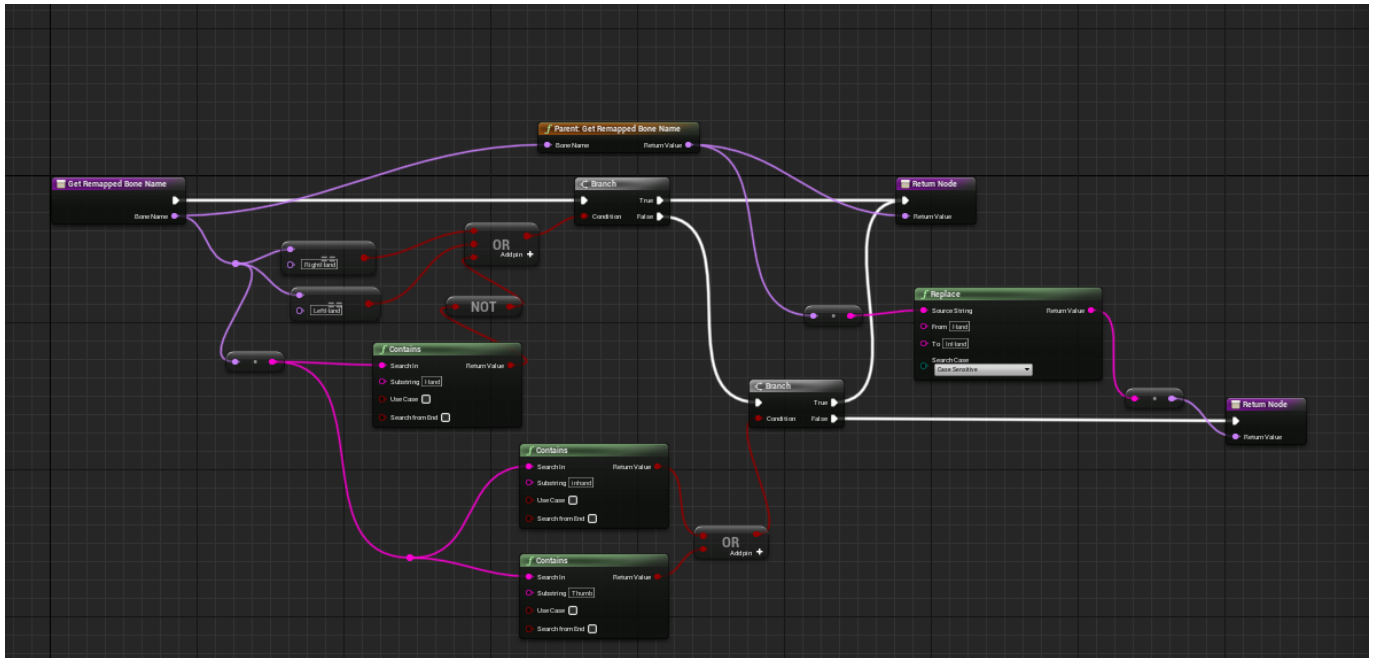 Parent: Get Remapped Bone Name
Bone Name Return Value
Get Remapped Bone Name
Bone Name
Branch
True
Condition False
Return Node
Return Value
==
RightHand
OR
Add pin +
==
LeftHand
NOT
Contains
Search In Return Value
Substring Hand
Use Case
Search from End
Replace
Source String Return Value
From Hand
To InHand
Search Case
Case Sensitive
Branch
True
Condition False
Return Node
Return Value
Contains
Search In Return Value
Substring inhand
Use Case
Search from End
OR
Add pin +
Contains
Search In Return Value
Substring Thumb
Use Case
Search from End